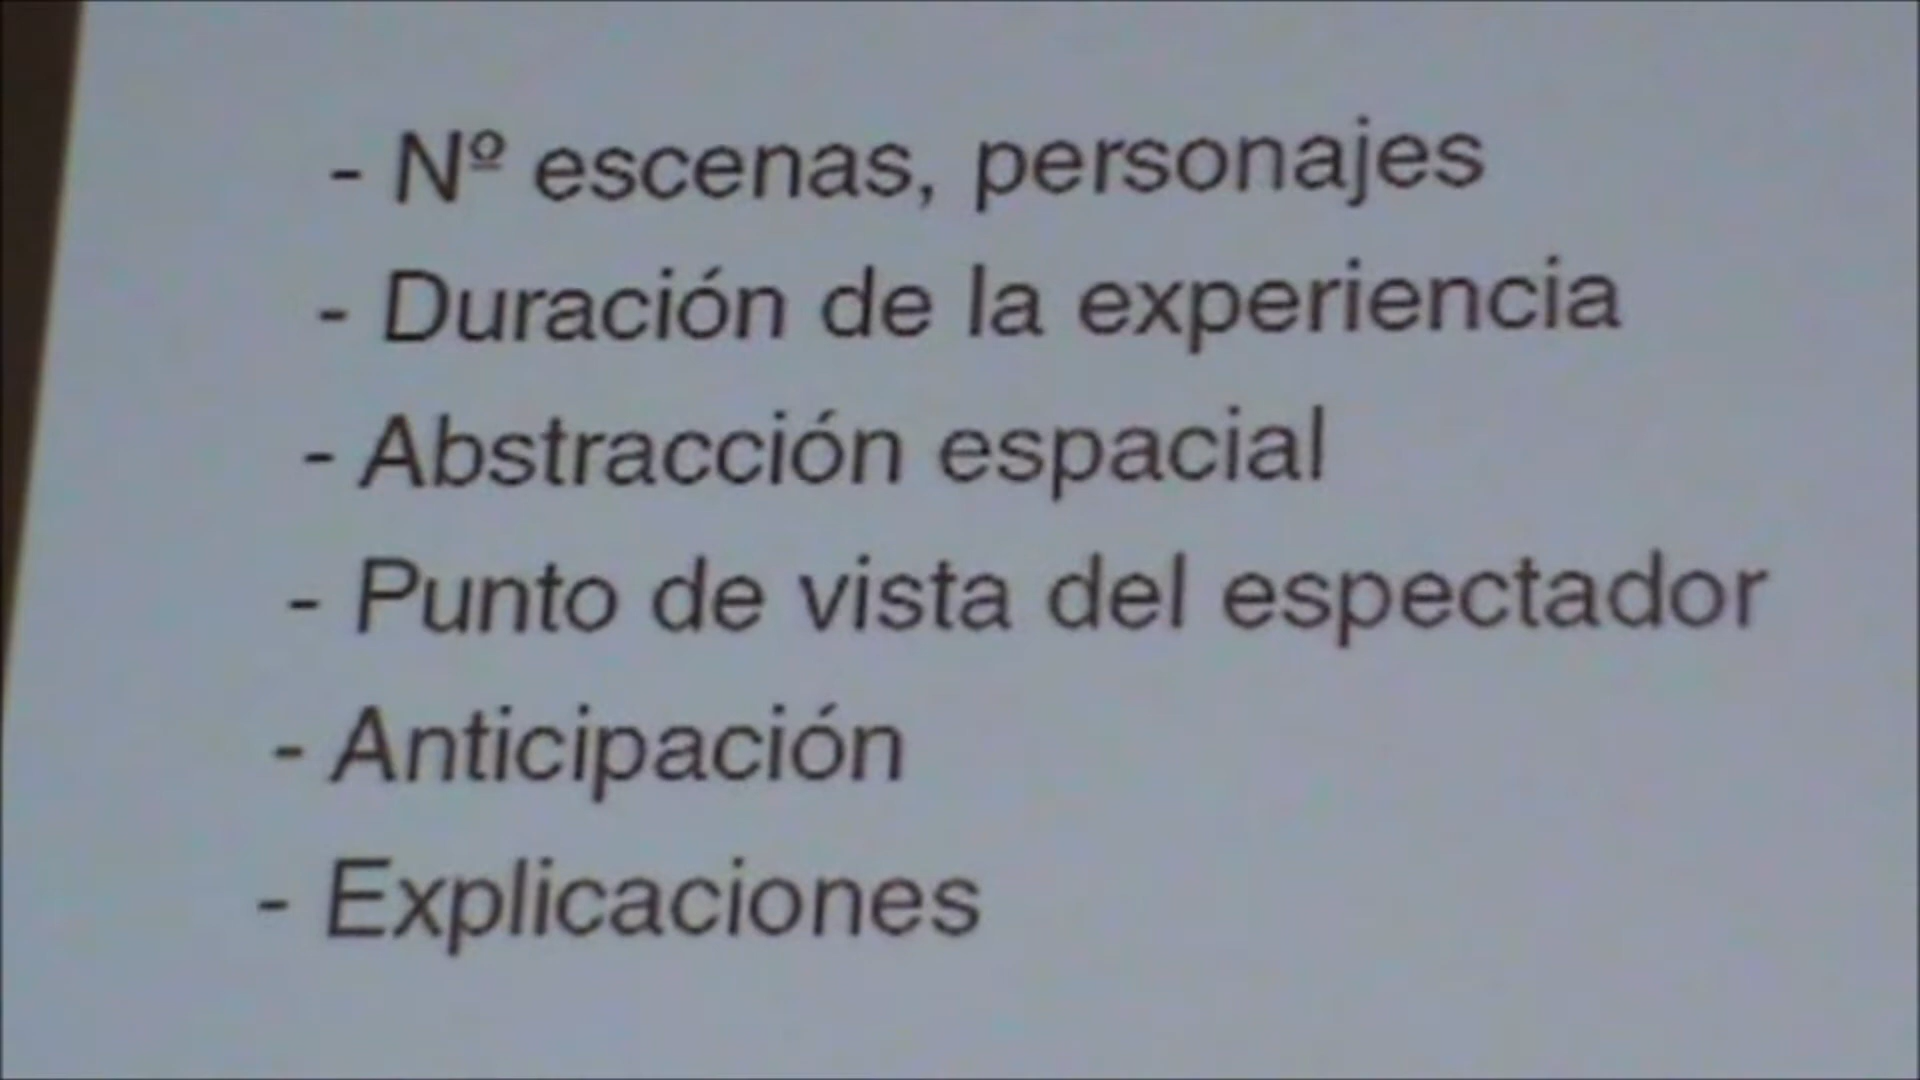 - Nº escenas, personajes
- Duración de la experiencia
- Abstracción espacial
- Punto de vista del espectador
- Anticipación
- Explicaciones